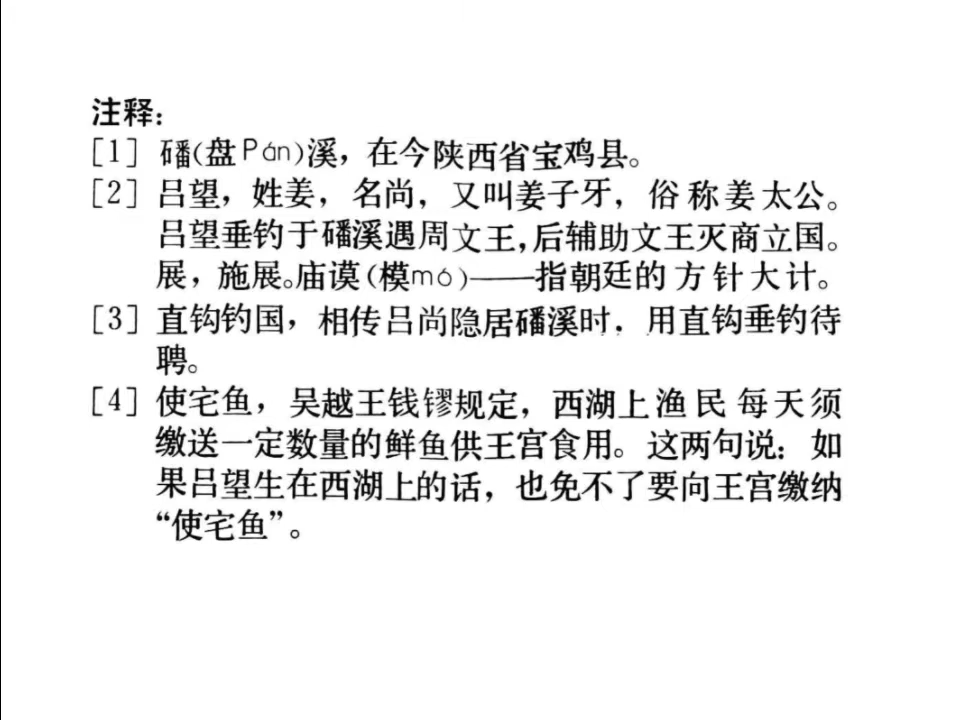 注释：
[1] 磻(盘Pán)溪，在今陕西省宝鸡县。
[2] 吕望，姓姜，名尚，又叫姜子牙，俗称姜太公。
吕望垂钓于磻溪遇周文王，后辅助文王灭商立国。
展，施展。庙谟(模mó)——指朝廷的方针大计。
[3] 直钩钓国，相传吕尚隐居磻溪时，用直钩垂钓待
聘。
[4] 使宅鱼，吴越王钱镠规定，西湖上渔民每天须
缴送一定数量的鲜鱼供王宫食用。这两句说：如
果吕望生在西湖上的话，也免不了要向王宫缴纳
“使宅鱼”。